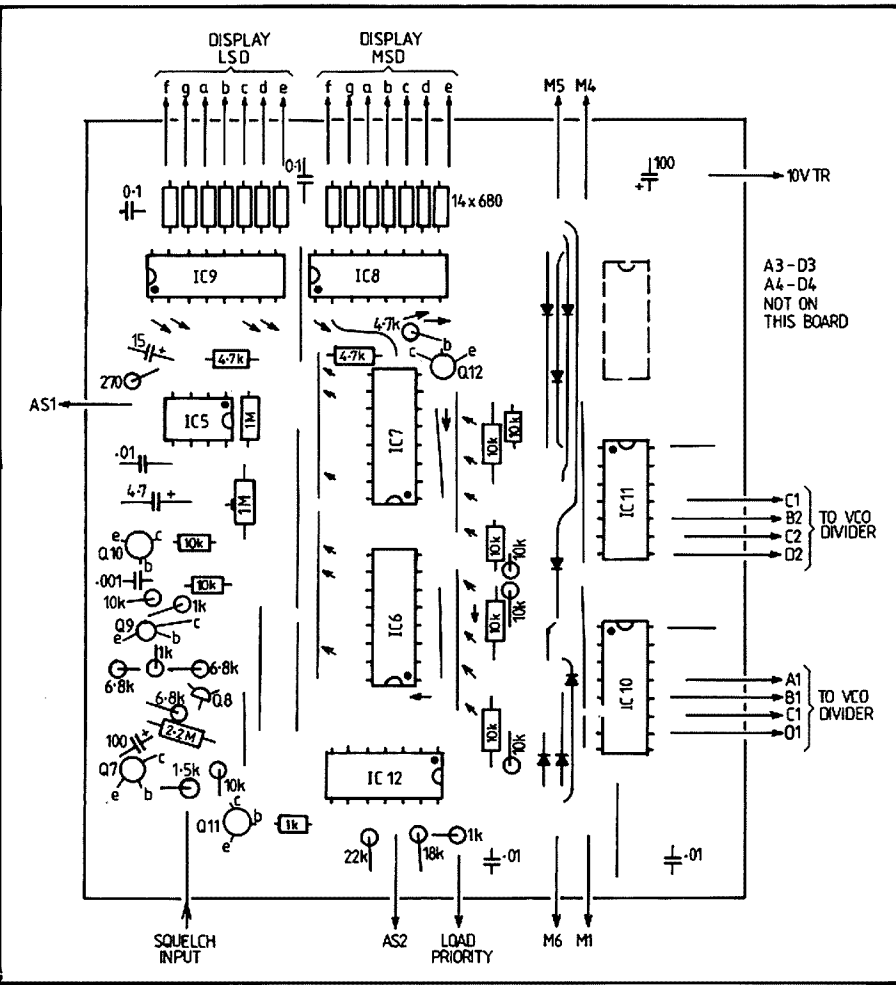 DISPLAY
LSD
DISPLAY
MSD
f g a b c d e
f g a b c d e
M5 M4
0·1
0·1
14 x 680
100
+
10V TR
IC9
IC8
A3-D3
A4-D4
NOT ON
THIS BOARD
15 +
4·7k
4·7k
4·7k
b
c
e
Q12
270
AS1
IC5
1M
IC7
10k
10k
·01
4·7 +
1M
IC11
C1
B2
C2
D2
TO VCO
DIVIDER
e
c
Q10
b
10k
10k
10k
·001
10k
10k
1k
10k
10k
IC6
Q9
c
e
b
1k
6·8k
6·8k
IC10
A1
B1
C1
D1
TO VCO
DIVIDER
6·8k
Q8
2·2M
100 +
10k
10k
Q7
c
e
b
1·5k
10k
IC 12
Q11
c
b
e
1k
22k
18k
1k
·01
·01
SQUELCH
INPUT
AS2
LOAD
PRIORITY
M6 M1